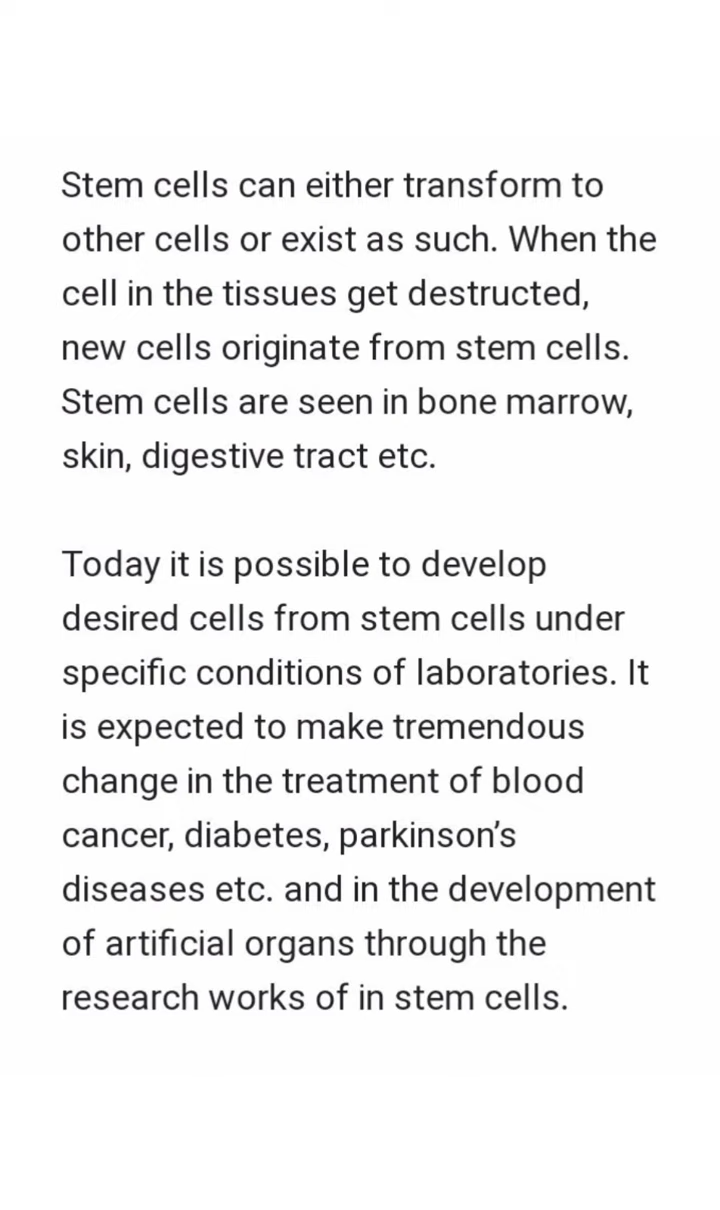 Stem cells can either transform to
other cells or exist as such. When the
cell in the tissues get destructed,
new cells originate from stem cells.
Stem cells are seen in bone marrow,
skin, digestive tract etc.
Today it is possible to develop
desired cells from stem cells under
specific conditions of laboratories. It
is expected to make tremendous
change in the treatment of blood
cancer, diabetes, parkinson’s
diseases etc. and in the development
of artificial organs through the
research works of in stem cells.